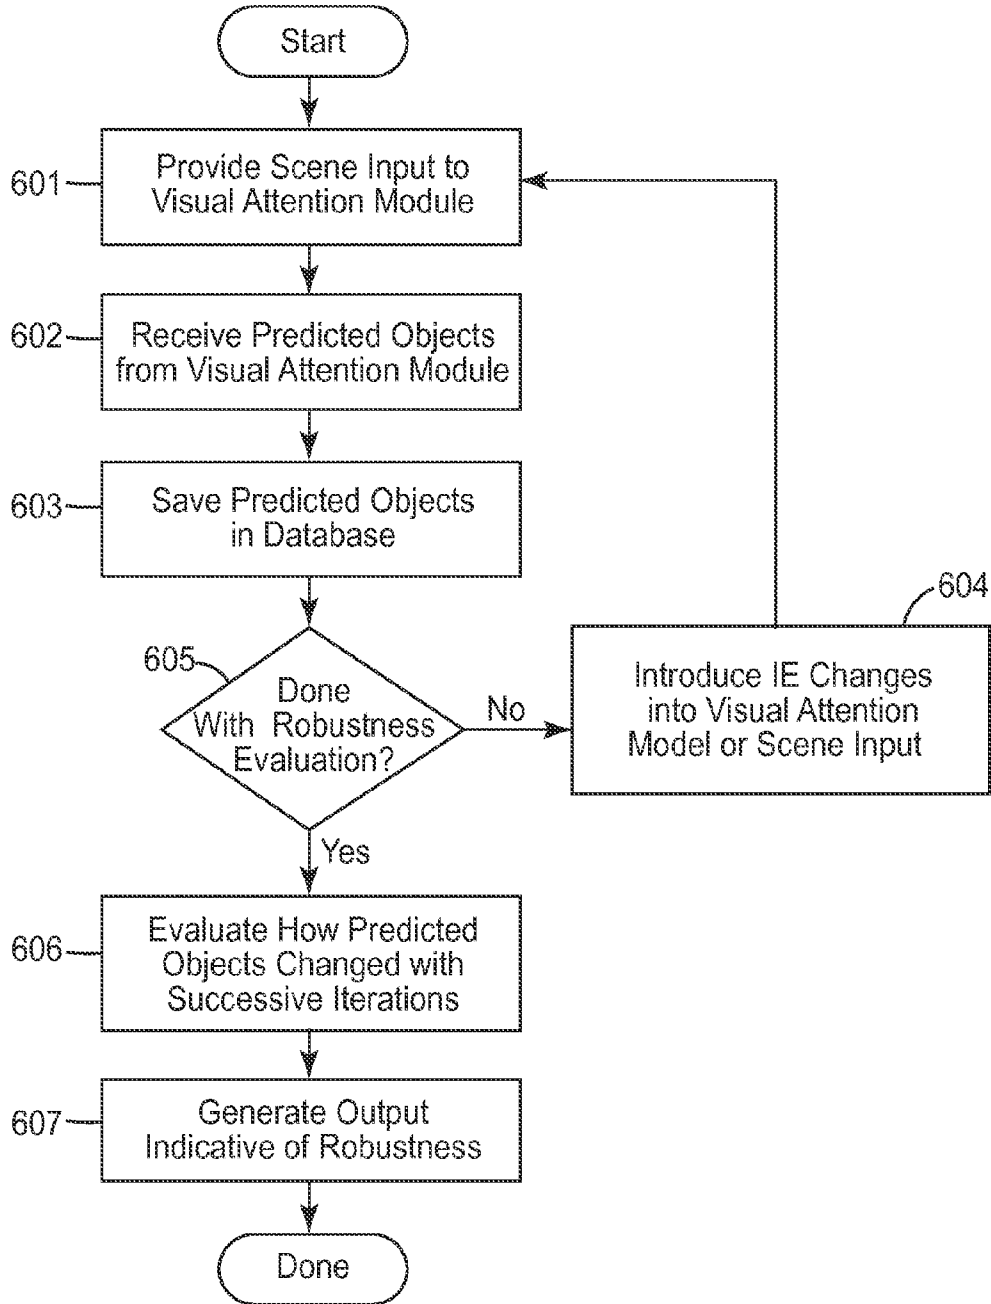 Start
601
Provide Scene Input to
Visual Attention Module
602
Receive Predicted Objects
from Visual Attention Module
603
Save Predicted Objects
in Database
604
Introduce IE Changes
into Visual Attention
Model or Scene Input
605
Done
With Robustness
Evaluation?
No
Yes
606
Evaluate How Predicted
Objects Changed with
Successive Iterations
607
Generate Output
Indicative of Robustness
Done